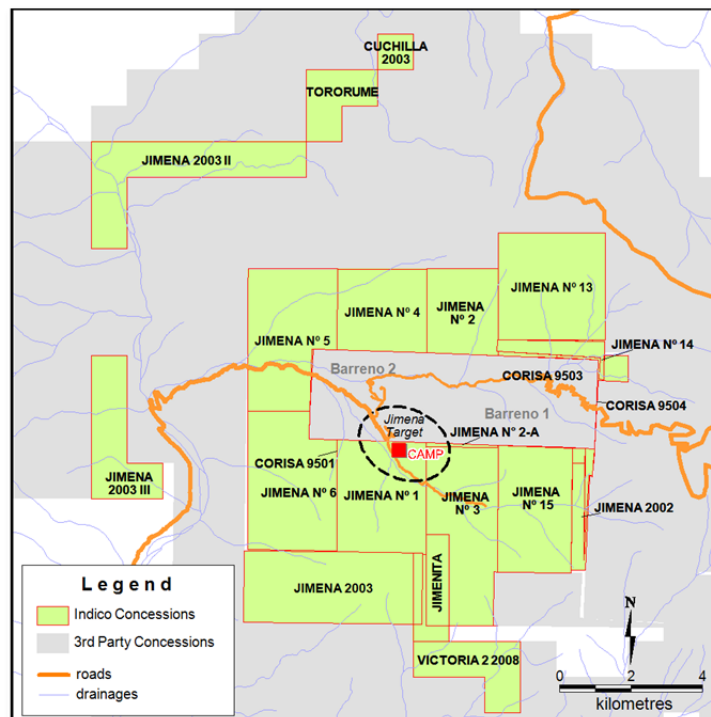 CUCHILLA
2003
TORORUME
JIMENA 2003 II
JIMENA Nº 13
JIMENA Nº 4
JIMENA
Nº 2
JIMENA Nº 5
JIMENA Nº 14
Barreno 2
CORISA 9503
CORISA 9504
Barreno 1
Jimena
Target
JIMENA Nº 2-A
CAMP
CORISA 9501
JIMENA
2003 III
JIMENA
Nº 6
JIMENA
Nº 1
JIMENA
Nº 3
JIMENA
Nº 15
JIMENA 2002
JIMENA 2003
JIMENITA
VICTORIA 2 2008
Legend
Indico Concessions
3rd Party Concessions
roads
drainages
N
0 2 4
kilometres